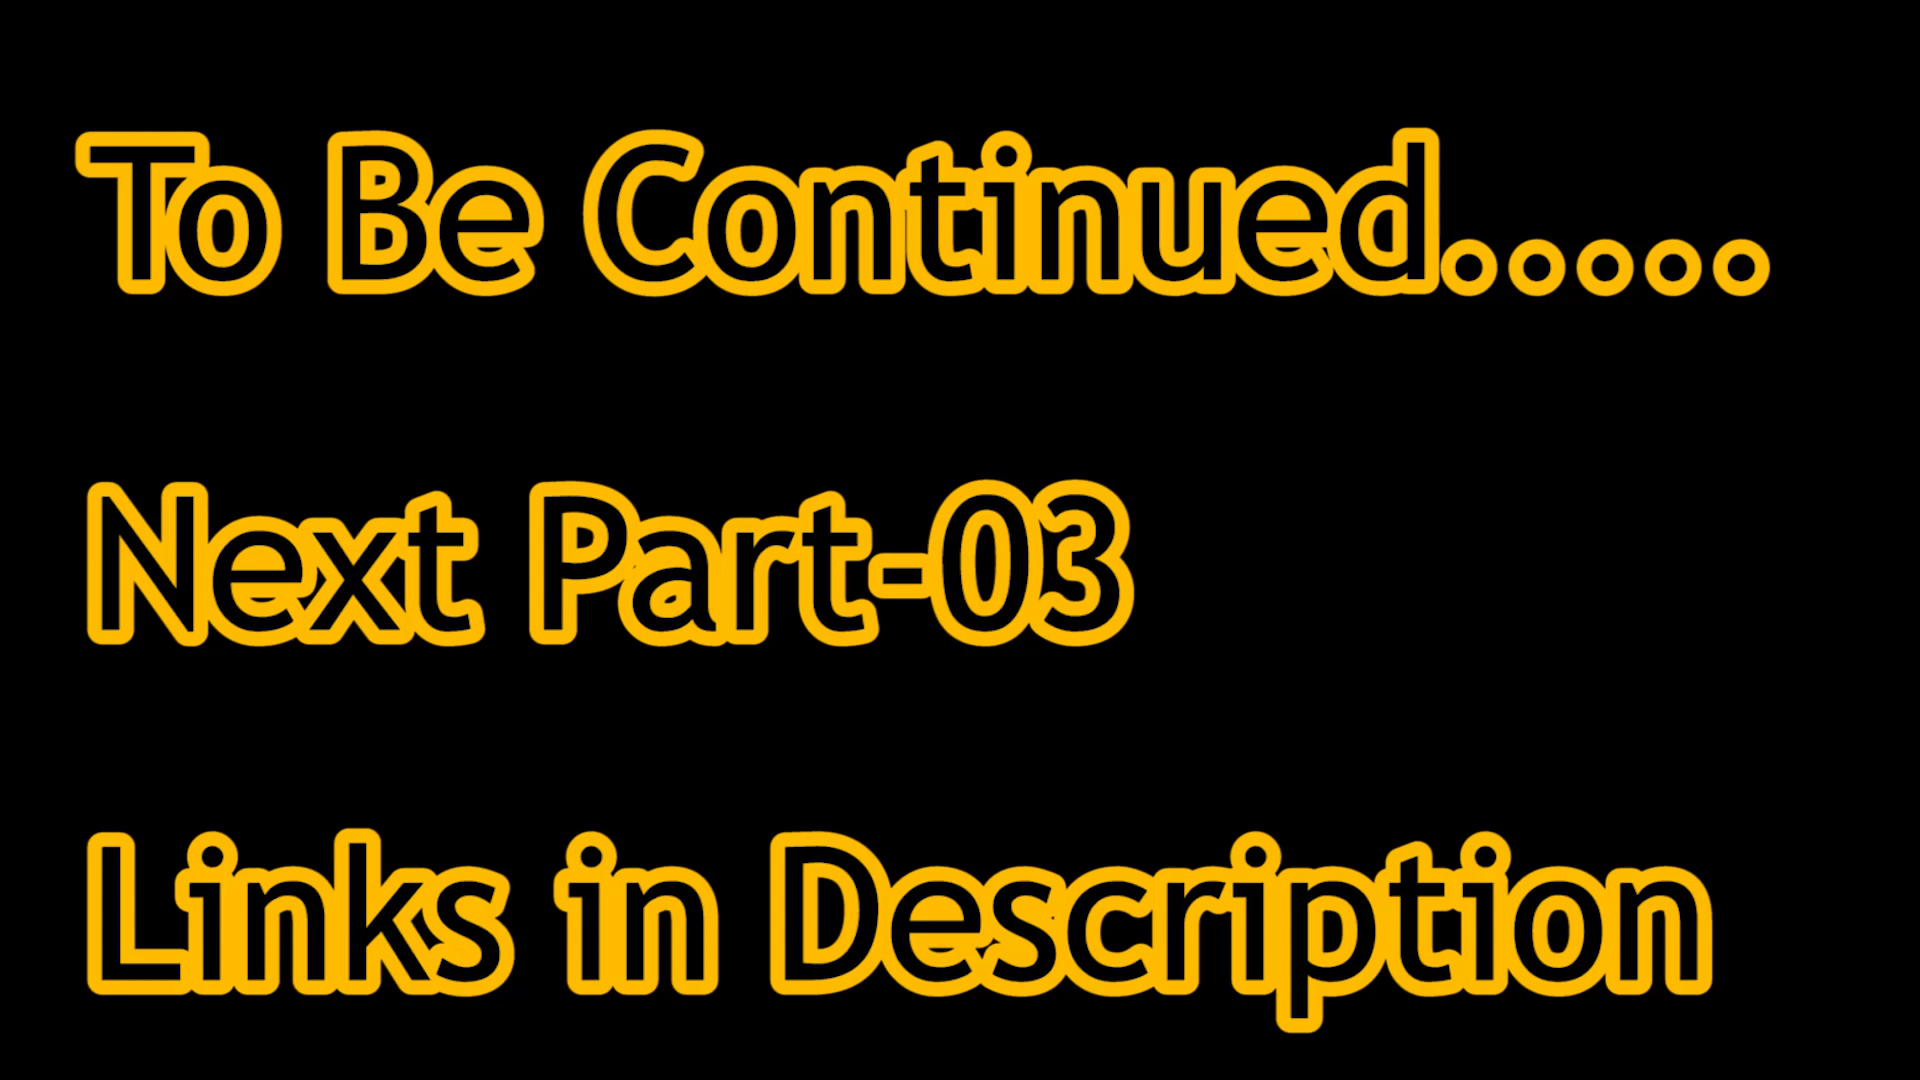 To Be Continued.....
Next Part-03
Links in Description